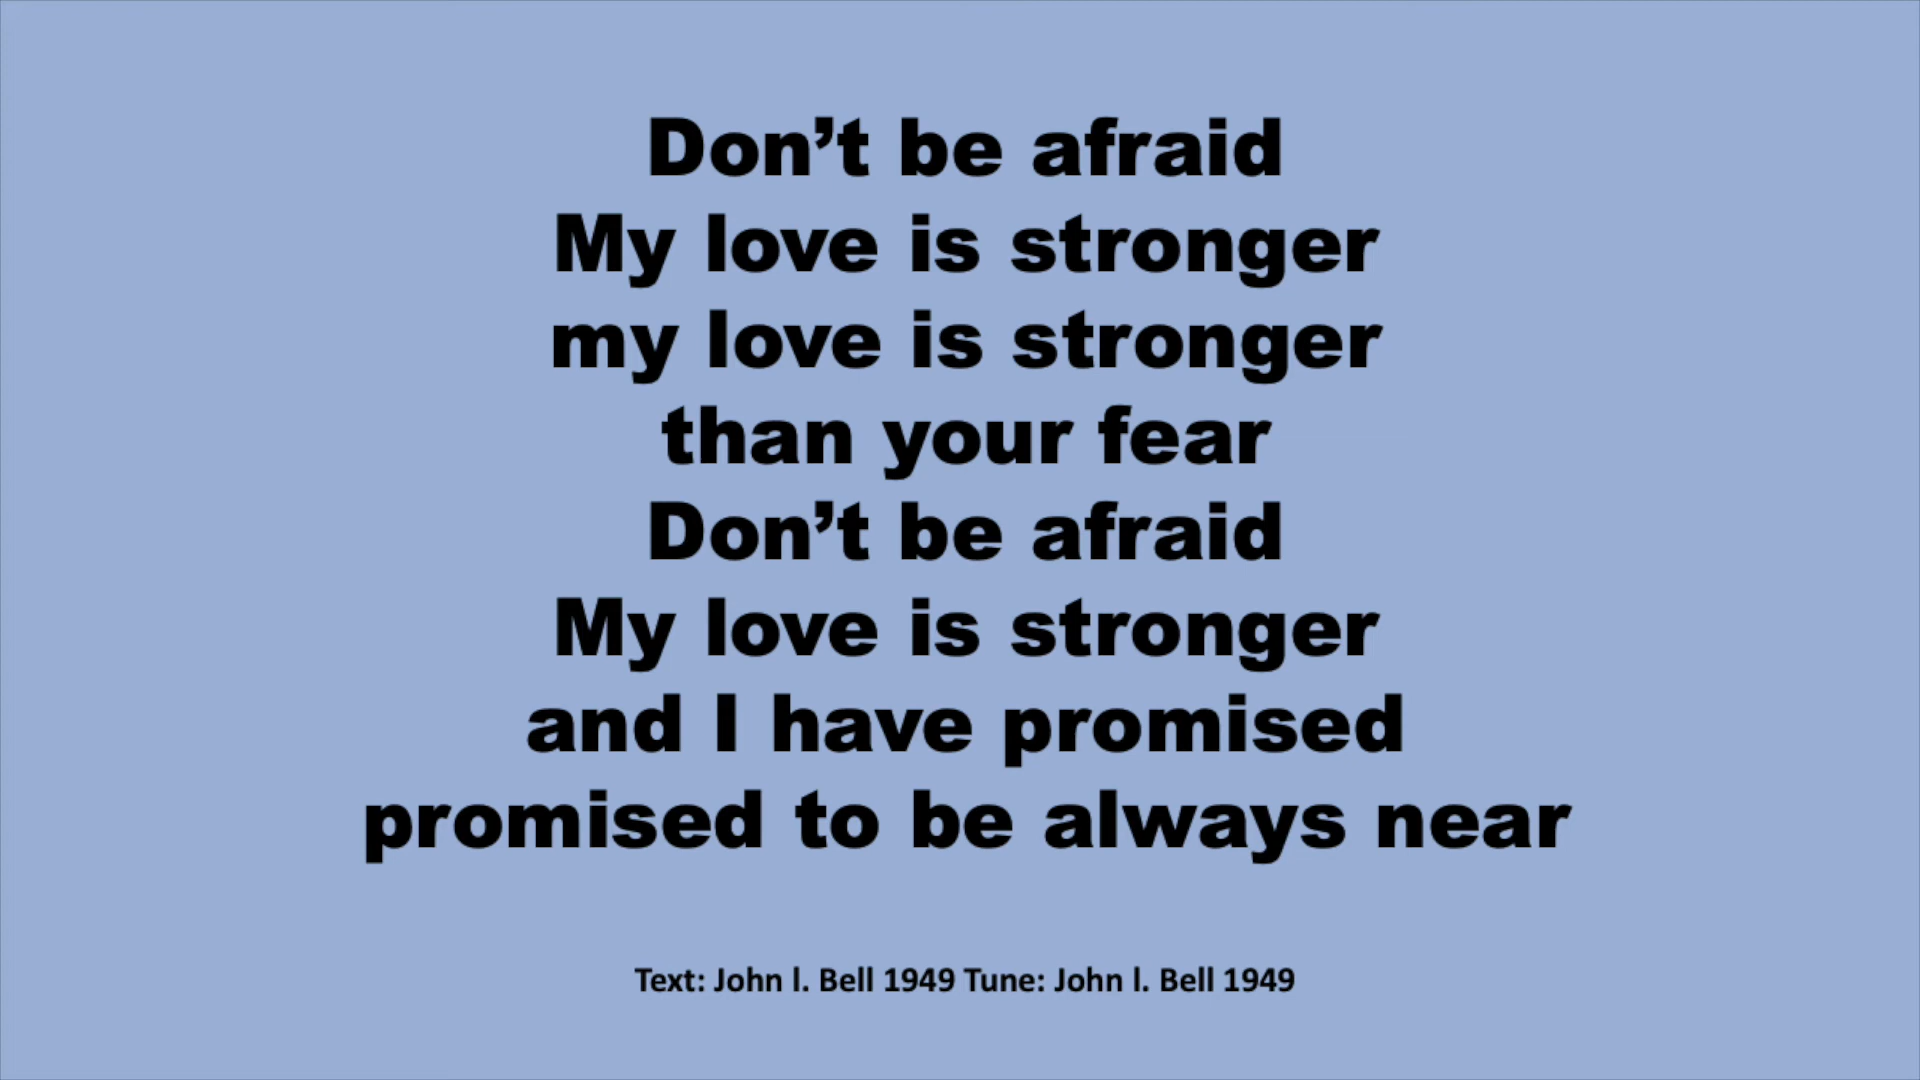 Don’t be afraid
My love is stronger
my love is stronger
than your fear
Don’t be afraid
My love is stronger
and I have promised
promised to be always near
Text: John l. Bell 1949 Tune: John l. Bell 1949